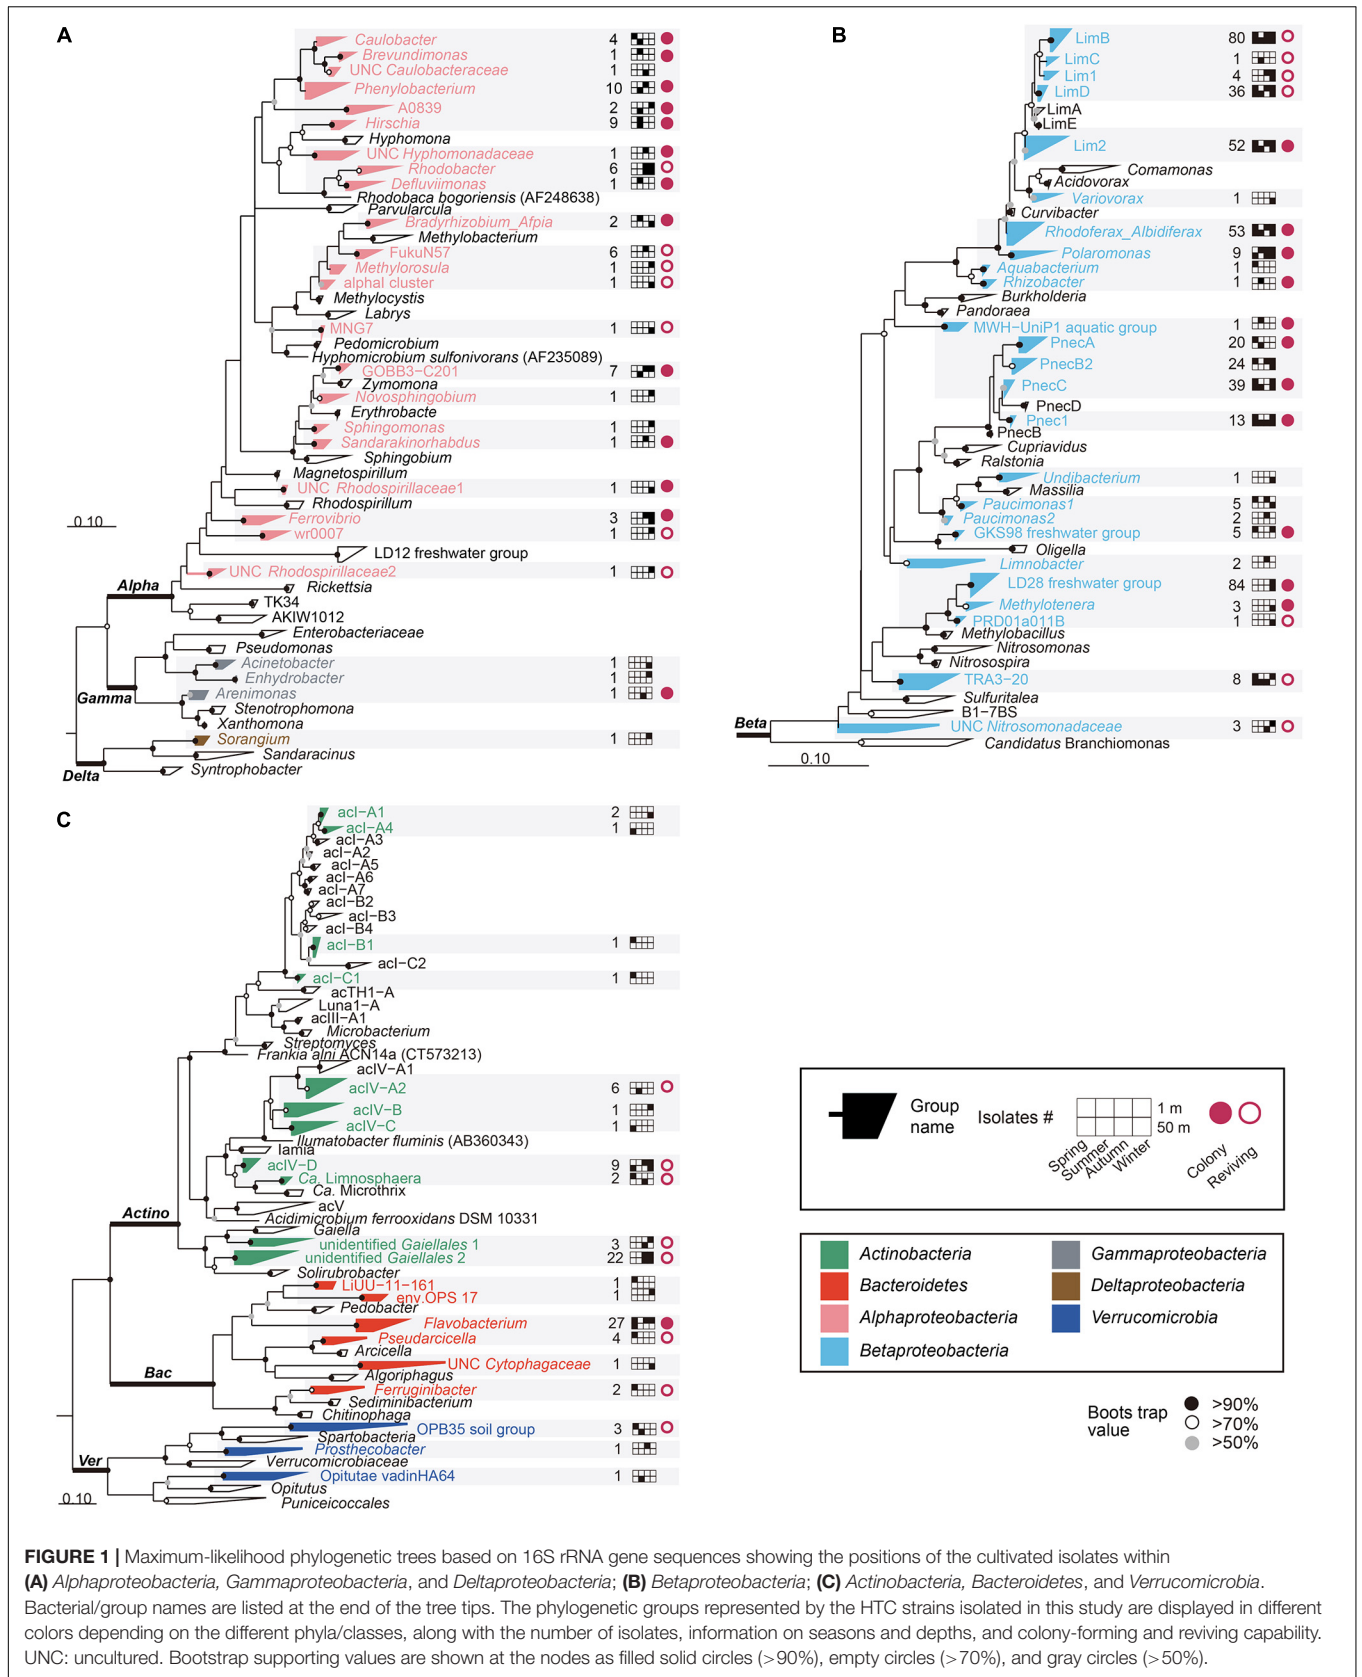 A
Caulobacter 4
Brevundimonas 1
UNC Caulobacteraceae 1
Phenylobacterium 10
A0839 2
Hirschia 9
Hyphomona
UNC Hyphomonadaceae 1
Rhodobacter 6
Defluviimonas 1
Rhodobaca bogoriensis (AF248638)
Parvularcula
Bradyrhizobium_Afpia 2
Methylobacterium
FukuN57 6
Methylorosula 1
alphal cluster 1
Methylocystis
Labrys
MNG7 1
Pedomicrobium
Hyphomicrobium sulfonivorans (AF235089)
GOBB3−C201 7
Zymomona
Novosphingobium 1
Erythrobacte
Sphingomonas 1
Sandarakinorhabdus 1
Sphingobium
Magnetospirillum
UNC Rhodospirillaceae1 1
Rhodospirillum
Ferrovibrio 3
0.10
wr0007 1
LD12 freshwater group
UNC Rhodospirillaceae2 1
Alpha
Rickettsia
TK34
AKIW1012
Enterobacteriaceae
Pseudomonas
Acinetobacter 1
Enhydrobacter 1
Gamma
Arenimonas 1
Stenotrophomona
Xanthomona
Sorangium 1
Sandaracinus
Delta
Syntrophobacter
B
LimB 80
LimC 1
Lim1 4
LimD 36
LimA
LimE
Lim2 52
Comamonas
Acidovorax
Variovorax 1
Curvibacter
Rhodoferax_Albidiferax 53
Polaromonas 9
Aquabacterium 1
Rhizobacter 1
Burkholderia
Pandoraea
MWH−UniP1 aquatic group 1
PnecA 20
PnecB2 24
PnecC 39
PnecD
Pnec1 13
PnecB
Cupriavidus
Ralstonia
Undibacterium 1
Massilia
Paucimonas1 5
Paucimonas2 2
GKS98 freshwater group 5
Oligella
Limnobacter 2
LD28 freshwater group 84
Methylotenera 3
PRD01a011B 1
Methylobacillus
Nitrosomonas
Nitrosospira
TRA3−20 8
Sulfuritalea
B1−7BS
Beta
UNC Nitrosomonadaceae 3
Candidatus Branchiomonas
0.10
C
acI−A1 2
acI−A4 1
acI−A3
acI−A2
acI−A5
acI−A6
acI−A7
acI−B2
acI−B3
acI−B4
acI−B1 1
acI−C2
acI−C1 1
acTH1−A
Luna1−A
acIII−A1
Microbacterium
Streptomyces
Frankia alni ACN14a (CT573213)
acIV−A1
acIV−A2 6
acIV−B 1
acIV−C 1
Ilumatobacter fluminis (AB360343)
Iamia
acIV−D 9
Ca. Limnosphaera 2
Ca. Microthrix
acV
Actino
Acidimicrobium ferrooxidans DSM 10331
Gaiella
unidentified Gaiellales 1 3
unidentified Gaiellales 2 22
Solirubrobacter
LiUU−11−161 1
env.OPS 17 1
Pedobacter
Flavobacterium 27
Pseudarcicella 4
Arcicella
UNC Cytophagaceae 1
Bac
Algoriphagus
Ferruginibacter 2
Sediminibacterium
Chitinophaga
OPB35 soil group 3
Spartobacteria
Prosthecobacter 1
Ver
Verrucomicrobiaceae
Opitutae vadinHA64 1
Opitutus
0.10
Puniceicoccales
Group name
Isolates #
1 m
50 m
Spring
Summer
Autumn
Winter
Colony
Reviving
Actinobacteria
Bacteroidetes
Alphaproteobacteria
Betaproteobacteria
Gammaproteobacteria
Deltaproteobacteria
Verrucomicrobia
Boots trap value
>90%
>70%
>50%
FIGURE 1 | Maximum-likelihood phylogenetic trees based on 16S rRNA gene sequences showing the positions of the cultivated isolates within
(A) Alphaproteobacteria, Gammaproteobacteria, and Deltaproteobacteria; (B) Betaproteobacteria; (C) Actinobacteria, Bacteroidetes, and Verrucomicrobia.
Bacterial/group names are listed at the end of the tree tips. The phylogenetic groups represented by the HTC strains isolated in this study are displayed in different
colors depending on the different phyla/classes, along with the number of isolates, information on seasons and depths, and colony-forming and reviving capability.
UNC: uncultured. Bootstrap supporting values are shown at the nodes as filled solid circles (>90%), empty circles (>70%), and gray circles (>50%).